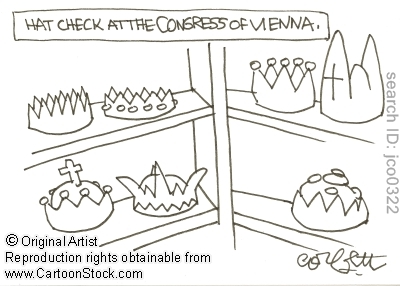 HAT CHECK AT THE CONGRESS OF VIENNA.
search ID: jco0322
© Original Artist
Reproduction rights obtainable from
www.CartoonStock.com